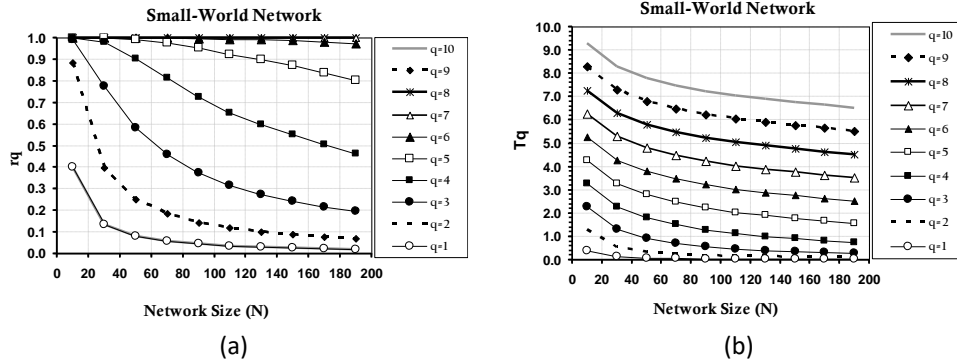 Small-World Network
1.0
0.9
0.8
0.7
0.6
0.5
0.4
0.3
0.2
0.1
0.0
rq
0 20 40 60 80 100 120 140 160 180 200
Network Size (N)
q=10
q=9
q=8
q=7
q=6
q=5
q=4
q=3
q=2
q=1
(a)
Small-World Network
10.0
9.0
8.0
7.0
6.0
5.0
4.0
3.0
2.0
1.0
0.0
Tq
0 20 40 60 80 100 120 140 160 180 200
Network Size (N)
q=10
q=9
q=8
q=7
q=6
q=5
q=4
q=3
q=2
q=1
(b)